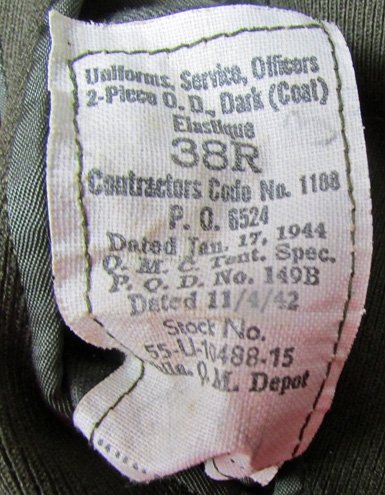 Uniforms, Service, Officers
2-Piece O. D., Dark (Coat)
Elastique
38R
Contractors Code No. 1188
P. O. 6524
Dated Jan. 17, 1944
Q. M. C. Tent. Spec.
P. Q. D. No. 149B
Dated 11/4/42
Stock No.
55-U-10488-15
Q.M. Depot